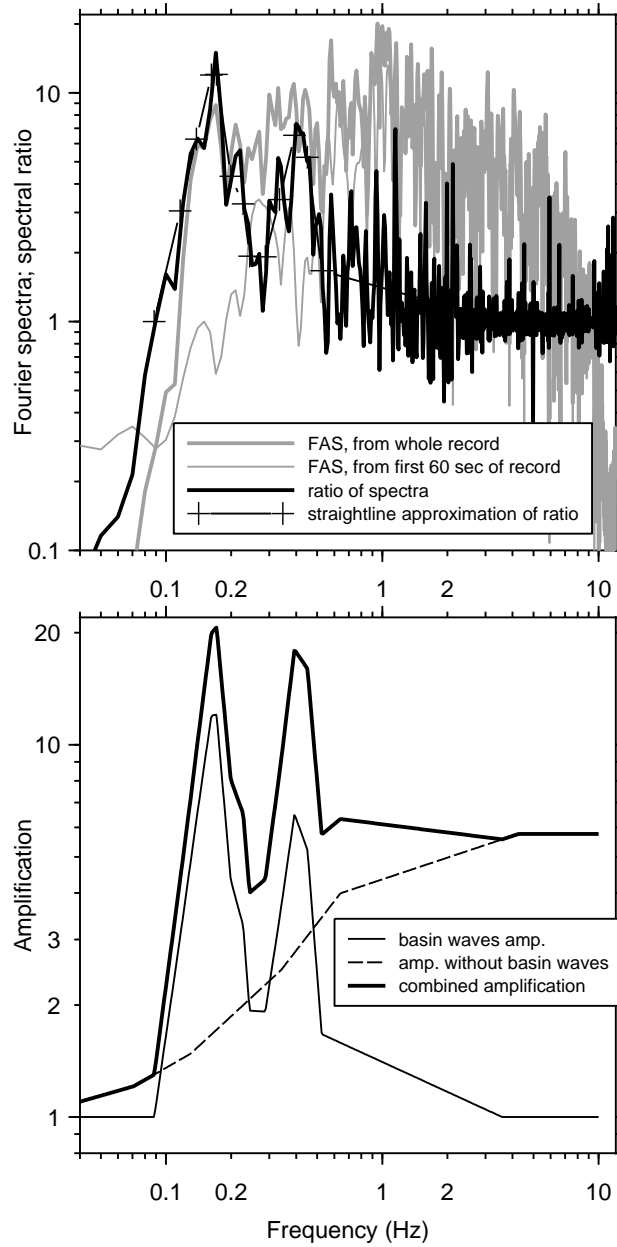 10
1
0.1
Fourier spectra; spectral ratio
FAS, from whole record
FAS, from first 60 sec of record
ratio of spectra
straightline approximation of ratio
0.1 0.2 1 2 10
20
10
3
2
1
Amplification
basin waves amp.
amp. without basin waves
combined amplification
0.1 0.2 1 2 10
Frequency (Hz)